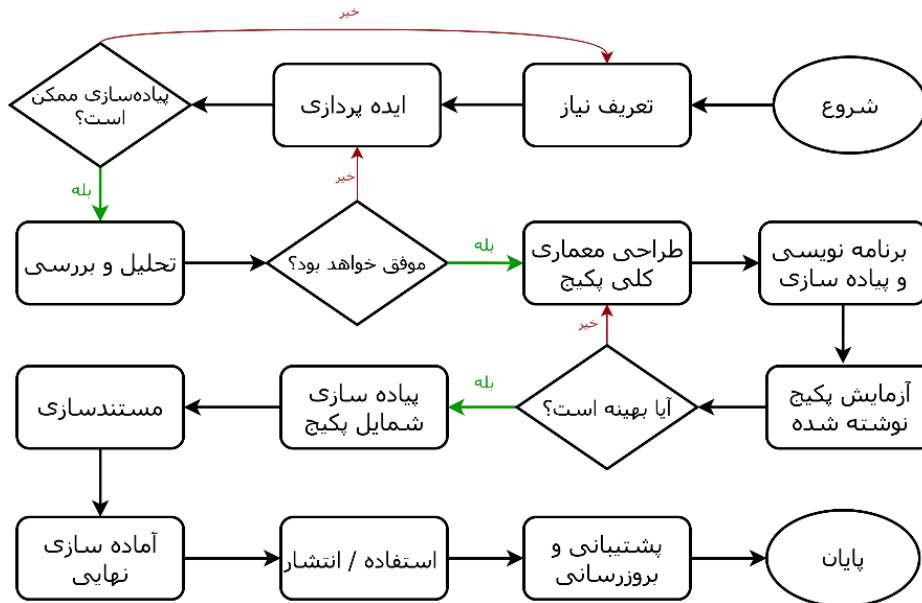 خیر
شروع
تعریف نیاز
ایده پردازی
پیاده‌سازی ممکن
است؟
بله
خیر
تحلیل و بررسی
موفق خواهد بود؟
بله
طراحی معماری
کلی پکیج
برنامه نویسی
و پیاده سازی
خیر
آزمایش پکیج
نوشته شده
آیا بهینه است؟
بله
پیاده سازی
شمایل پکیج
مستندسازی
آماده سازی
نهایی
استفاده / انتشار
پشتیبانی و
بروزرسانی
پایان